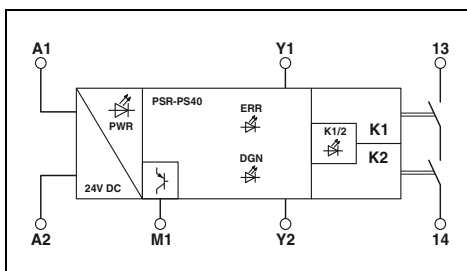 A1 Y1 13
PSR-PS40
ERR
PWR
K1/2 K1
DGN K2
24V DC
A2 M1 Y2 14